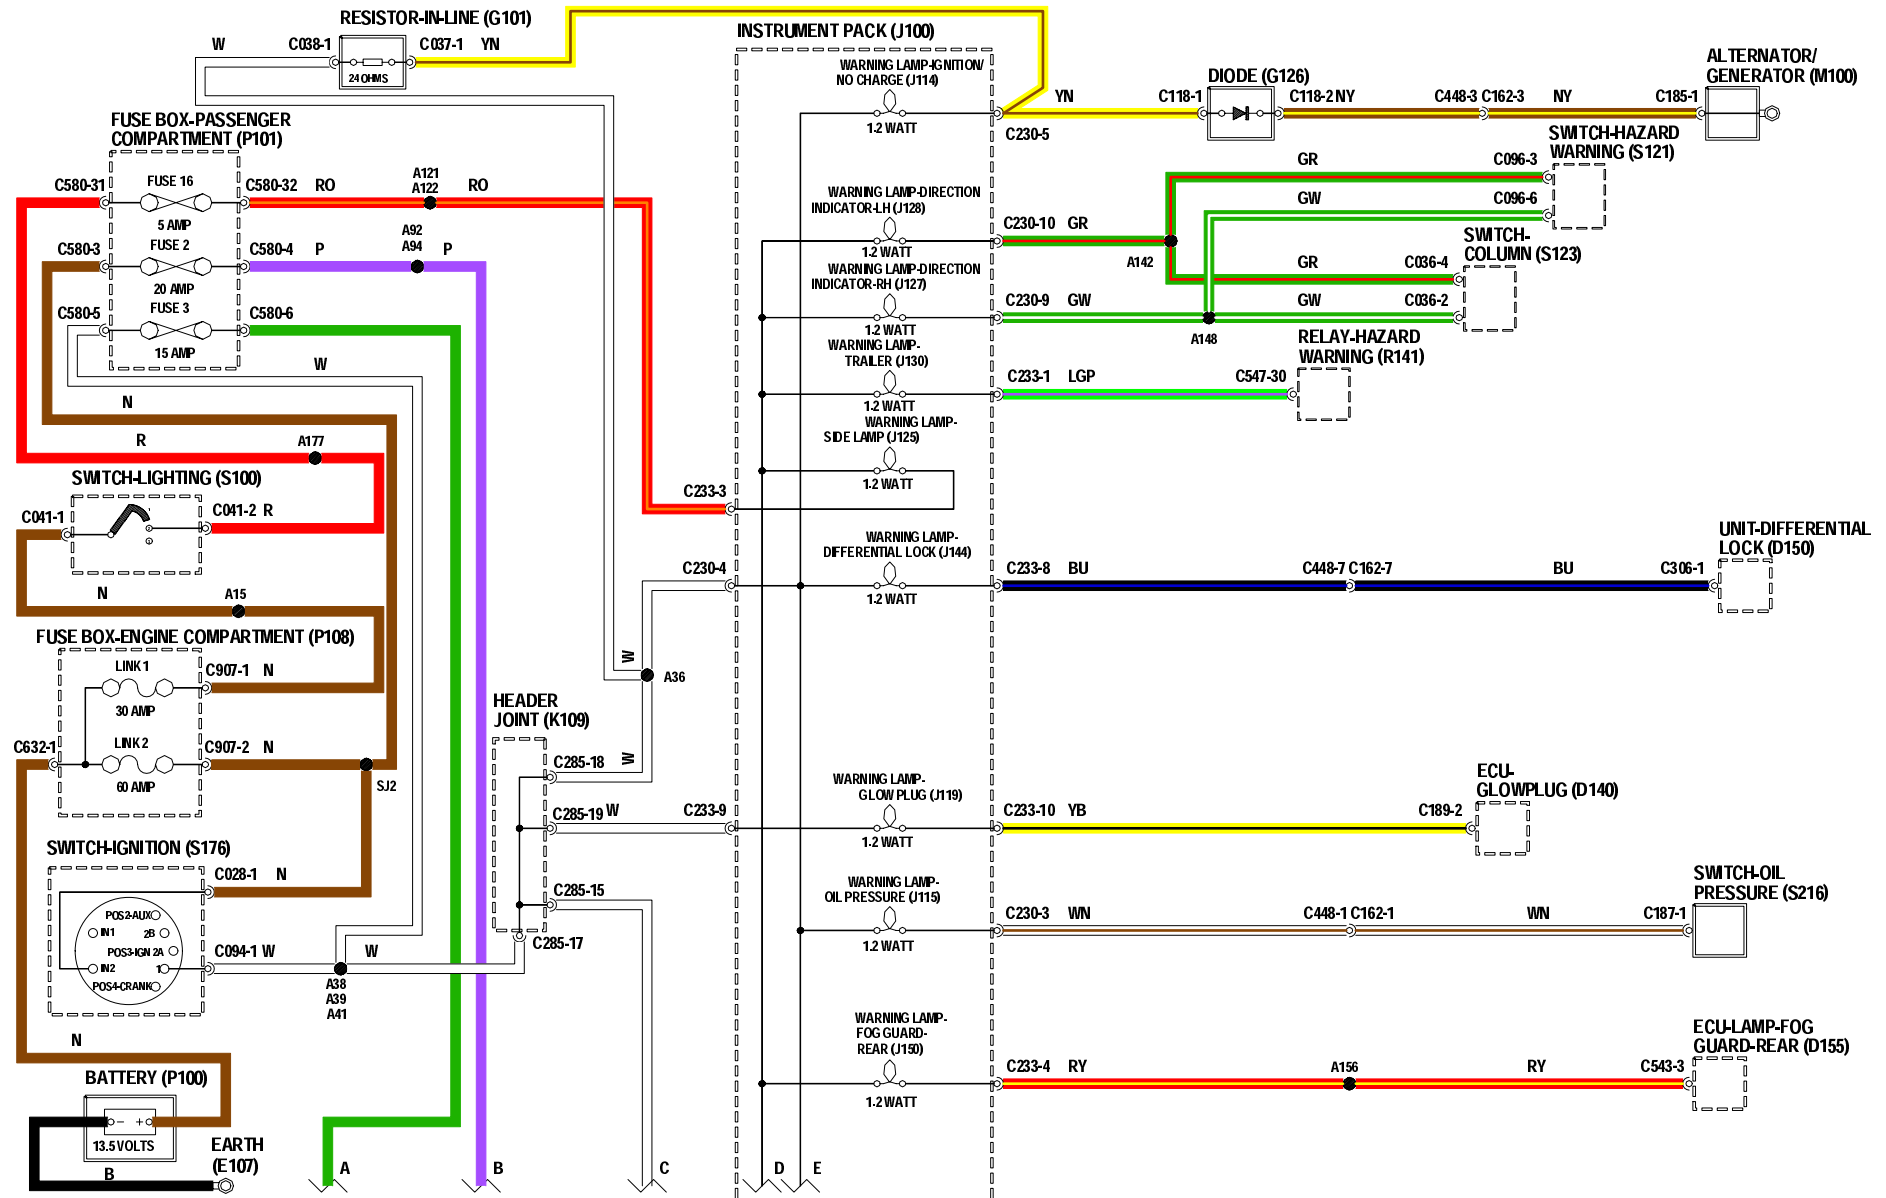 RESISTOR-IN-LINE (G101)
W
C038-1
C037-1
YN
24 OHMS
INSTRUMENT PACK (J100)
WARNING LAMP-IGNITION/
NO CHARGE (J114)
1.2 WATT
C230-5
YN
C118-1
DIODE (G126)
C118-2 NY
C448-3 C162-3
NY
C185-1
ALTERNATOR/
GENERATOR (M100)
FUSE BOX-PASSENGER
COMPARTMENT (P101)
C580-31
FUSE 16
5 AMP
C580-32
RO
A121
A122
RO
C580-3
FUSE 2
20 AMP
C580-4
P
A92
A94
P
C580-5
FUSE 3
15 AMP
C580-6
W
N
R
A177
WARNING LAMP-DIRECTION
INDICATOR-LH (J128)
1.2 WATT
C230-10
GR
A142
GR
C096-3
SWITCH-HAZARD
WARNING (S121)
GW
C096-6
GR
C036-4
SWITCH-
COLUMN (S123)
WARNING LAMP-DIRECTION
INDICATOR-RH (J127)
1.2 WATT
C230-9
GW
A148
GW
C036-2
WARNING LAMP-
TRAILER (J130)
1.2 WATT
C233-1
LGP
C547-30
RELAY-HAZARD
WARNING (R141)
WARNING LAMP-
SIDE LAMP (J125)
1.2 WATT
C233-3
SWITCH-LIGHTING (S100)
C041-1
C041-2 R
N
A15
WARNING LAMP-
DIFFERENTIAL LOCK (J144)
1.2 WATT
C230-4
C233-8
BU
C448-7 C162-7
BU
C306-1
UNIT-DIFFERENTIAL
LOCK (D150)
FUSE BOX-ENGINE COMPARTMENT (P108)
LINK 1
30 AMP
C907-1
N
C632-1
LINK 2
60 AMP
C907-2
N
SJ2
W
A36
W
HEADER
JOINT (K109)
C285-18
C285-19 W
C233-9
C285-15
C285-17
WARNING LAMP-
GLOW PLUG (J119)
1.2 WATT
C233-10
YB
C189-2
ECU-
GLOWPLUG (D140)
SWITCH-IGNITION (S176)
C028-1
N
POS2-AUX
IN1
2B
POS3-IGN 2A
IN2
1
POS4-CRANK
C094-1 W
W
A38
A39
A41
WARNING LAMP-
OIL PRESSURE (J115)
1.2 WATT
C230-3
WN
C448-1 C162-1
WN
C187-1
SWITCH-OIL
PRESSURE (S216)
WARNING LAMP-
FOG GUARD-
REAR (J150)
1.2 WATT
C233-4
RY
A156
RY
C543-3
ECU-LAMP-FOG
GUARD-REAR (D155)
N
BATTERY (P100)
- +
13.5 VOLTS
B
EARTH
(E107)
A
B
C
D
E